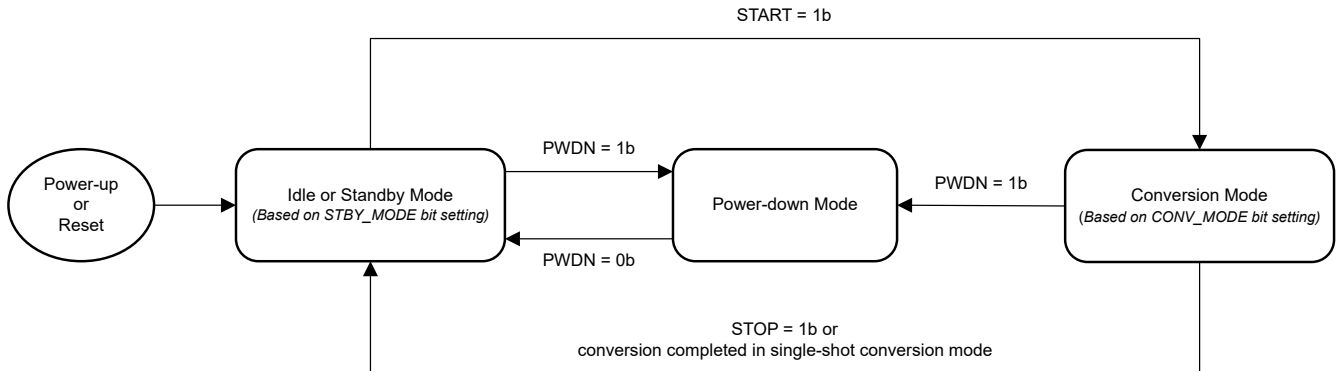 START = 1b
Power-up
or
Reset
Idle or Standby Mode
(Based on STBY_MODE bit setting)
PWDN = 1b
PWDN = 0b
Power-down Mode
PWDN = 1b
Conversion Mode
(Based on CONV_MODE bit setting)
STOP = 1b or
conversion completed in single-shot conversion mode